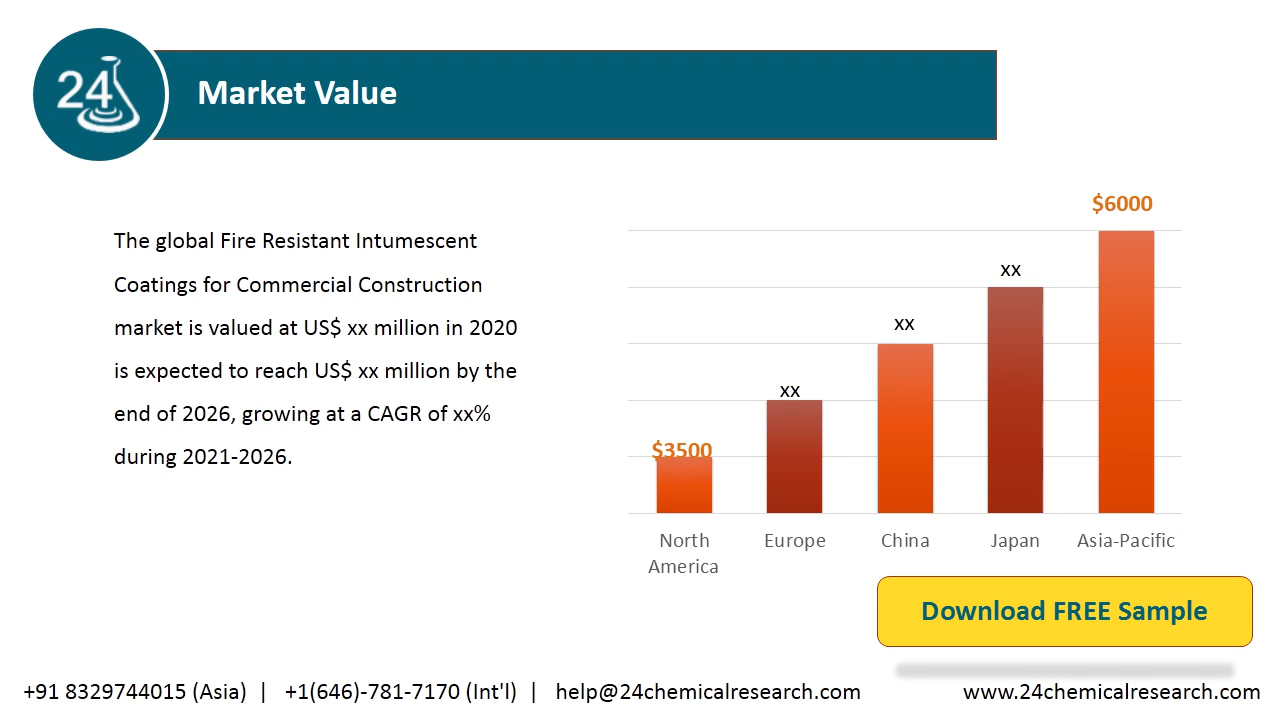 24
Market Value
The global Fire Resistant Intumescent
Coatings for Commercial Construction
market is valued at US$ xx million in 2020
is expected to reach US$ xx million by the
end of 2026, growing at a CAGR of xx%
during 2021-2026.
$6000
xx
xx
xx
$3500
North America
Europe
China
Japan
Asia-Pacific
Download FREE Sample
+91 8329744015 (Asia) | +1(646)-781-7170 (Int'l) | help@24chemicalresearch.com
www.24chemicalresearch.com